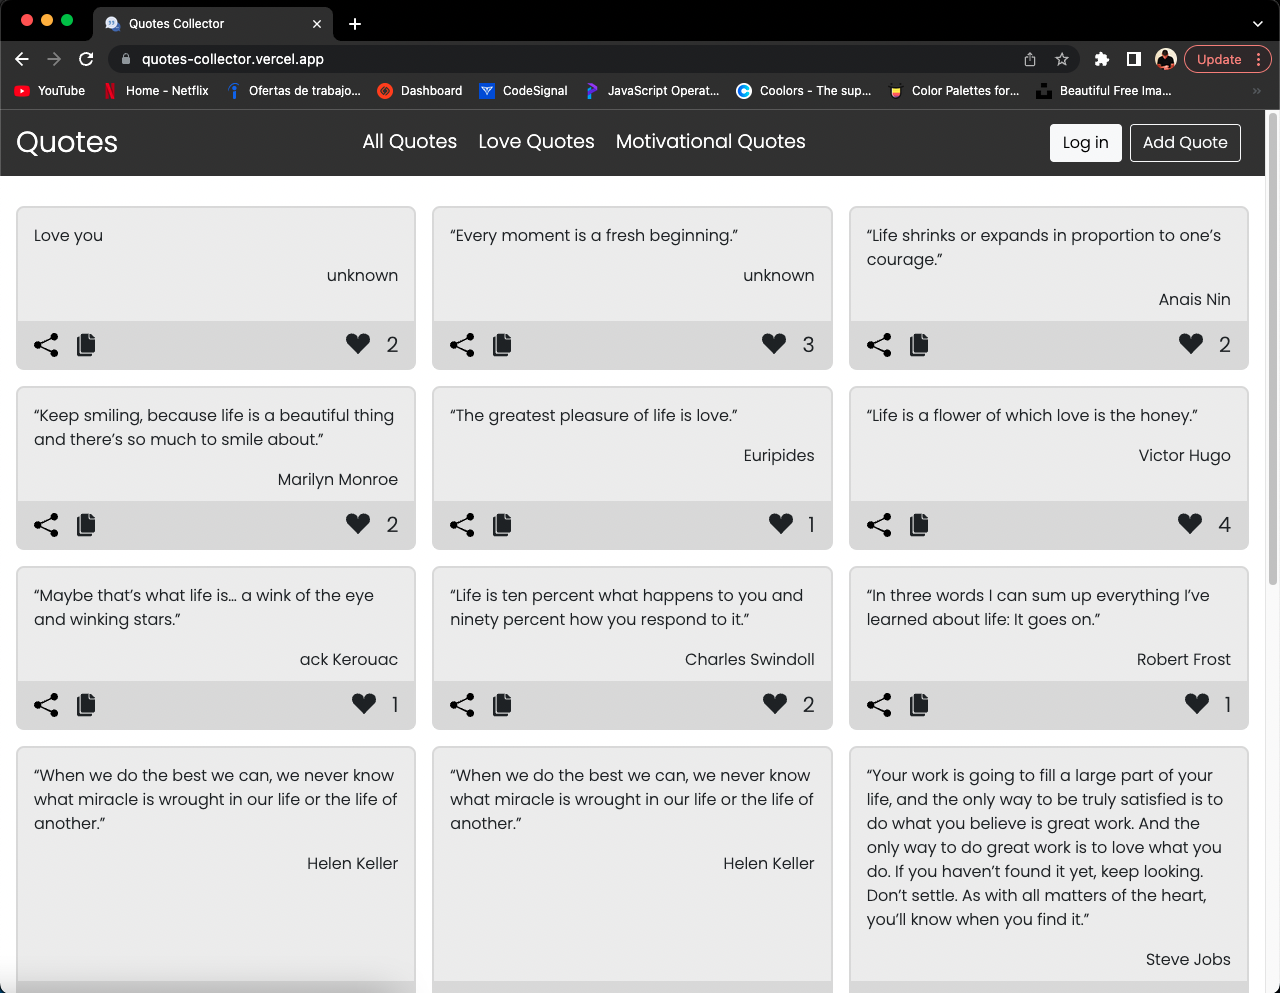 Quotes Collector
quotes-collector.vercel.app
Update
YouTube
Home - Netflix
Ofertas de trabajo...
Dashboard
CodeSignal
JavaScript Operat...
Coolors - The sup...
Color Palettes for...
Beautiful Free Ima...
Quotes
All Quotes
Love Quotes
Motivational Quotes
Log in
Add Quote
Love you
unknown
2
“Every moment is a fresh beginning.”
unknown
3
“Life shrinks or expands in proportion to one’s
courage.”
Anais Nin
2
“Keep smiling, because life is a beautiful thing
and there’s so much to smile about.”
Marilyn Monroe
2
“The greatest pleasure of life is love.”
Euripides
1
“Life is a flower of which love is the honey.”
Victor Hugo
4
“Maybe that’s what life is… a wink of the eye
and winking stars.”
ack Kerouac
1
“Life is ten percent what happens to you and
ninety percent how you respond to it.”
Charles Swindoll
2
“In three words I can sum up everything I’ve
learned about life: It goes on.”
Robert Frost
1
“When we do the best we can, we never know
what miracle is wrought in our life or the life of
another.”
Helen Keller
“When we do the best we can, we never know
what miracle is wrought in our life or the life of
another.”
Helen Keller
“Your work is going to fill a large part of your
life, and the only way to be truly satisfied is to
do what you believe is great work. And the
only way to do great work is to love what you
do. If you haven’t found it yet, keep looking.
Don’t settle. As with all matters of the heart,
you’ll know when you find it.”
Steve Jobs